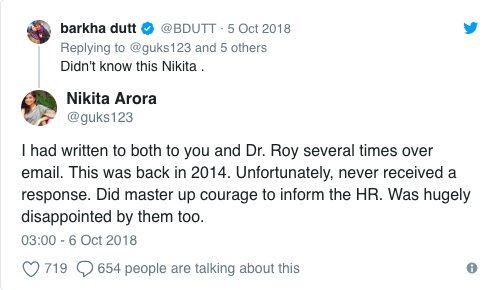 barkha dutt @BDUTT · 5 Oct 2018
Replying to @guks123 and 5 others
Didn't know this Nikita .
Nikita Arora
@guks123
I had written to both to you and Dr. Roy several times over
email. This was back in 2014. Unfortunately, never received a
response. Did master up courage to inform the HR. Was hugely
disappointed by them too.
03:00 - 6 Oct 2018
719 654 people are talking about this